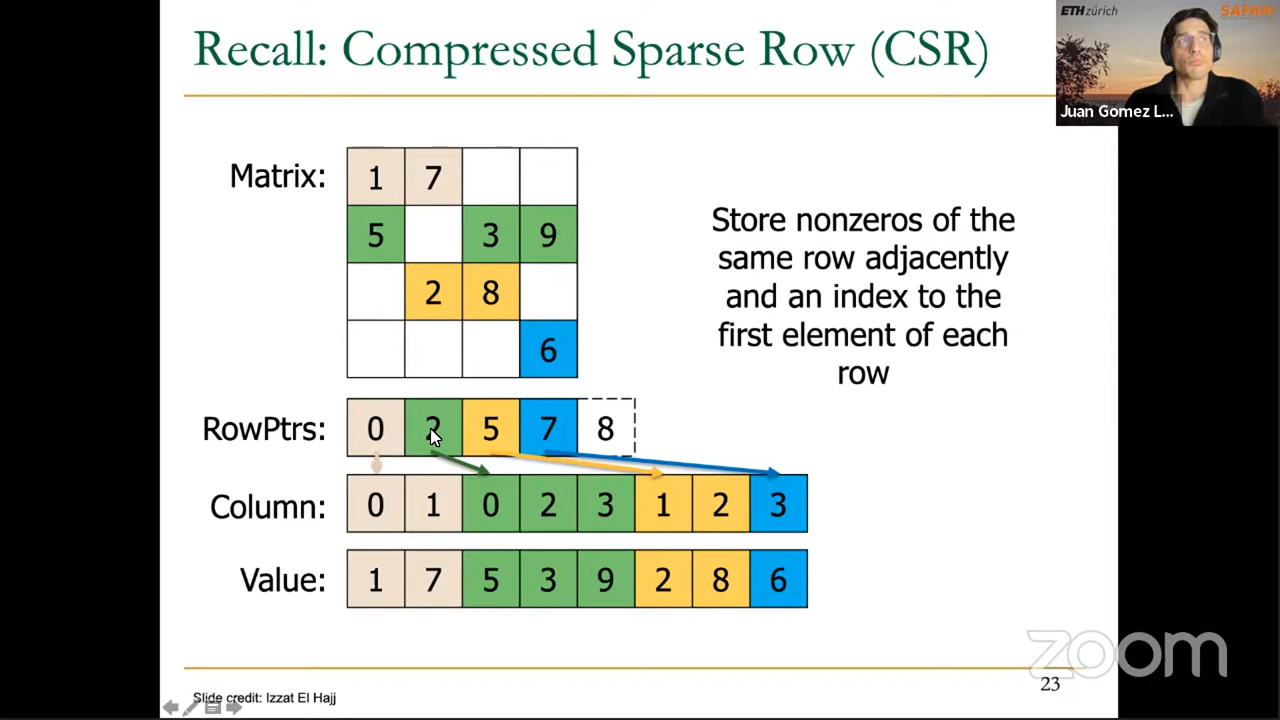 Recall: Compressed Sparse Row (CSR)
ETH zürich
SAFARI
Juan Gomez L...
Matrix:
1 7
5 3 9
2 8
6
Store nonzeros of the
same row adjacently
and an index to the
first element of each
row
RowPtrs: 0 2 5 7 8
Column: 0 1 0 2 3 1 2 3
Value: 1 7 5 3 9 2 8 6
zoom
23
Slide credit: Izzat El Hajj